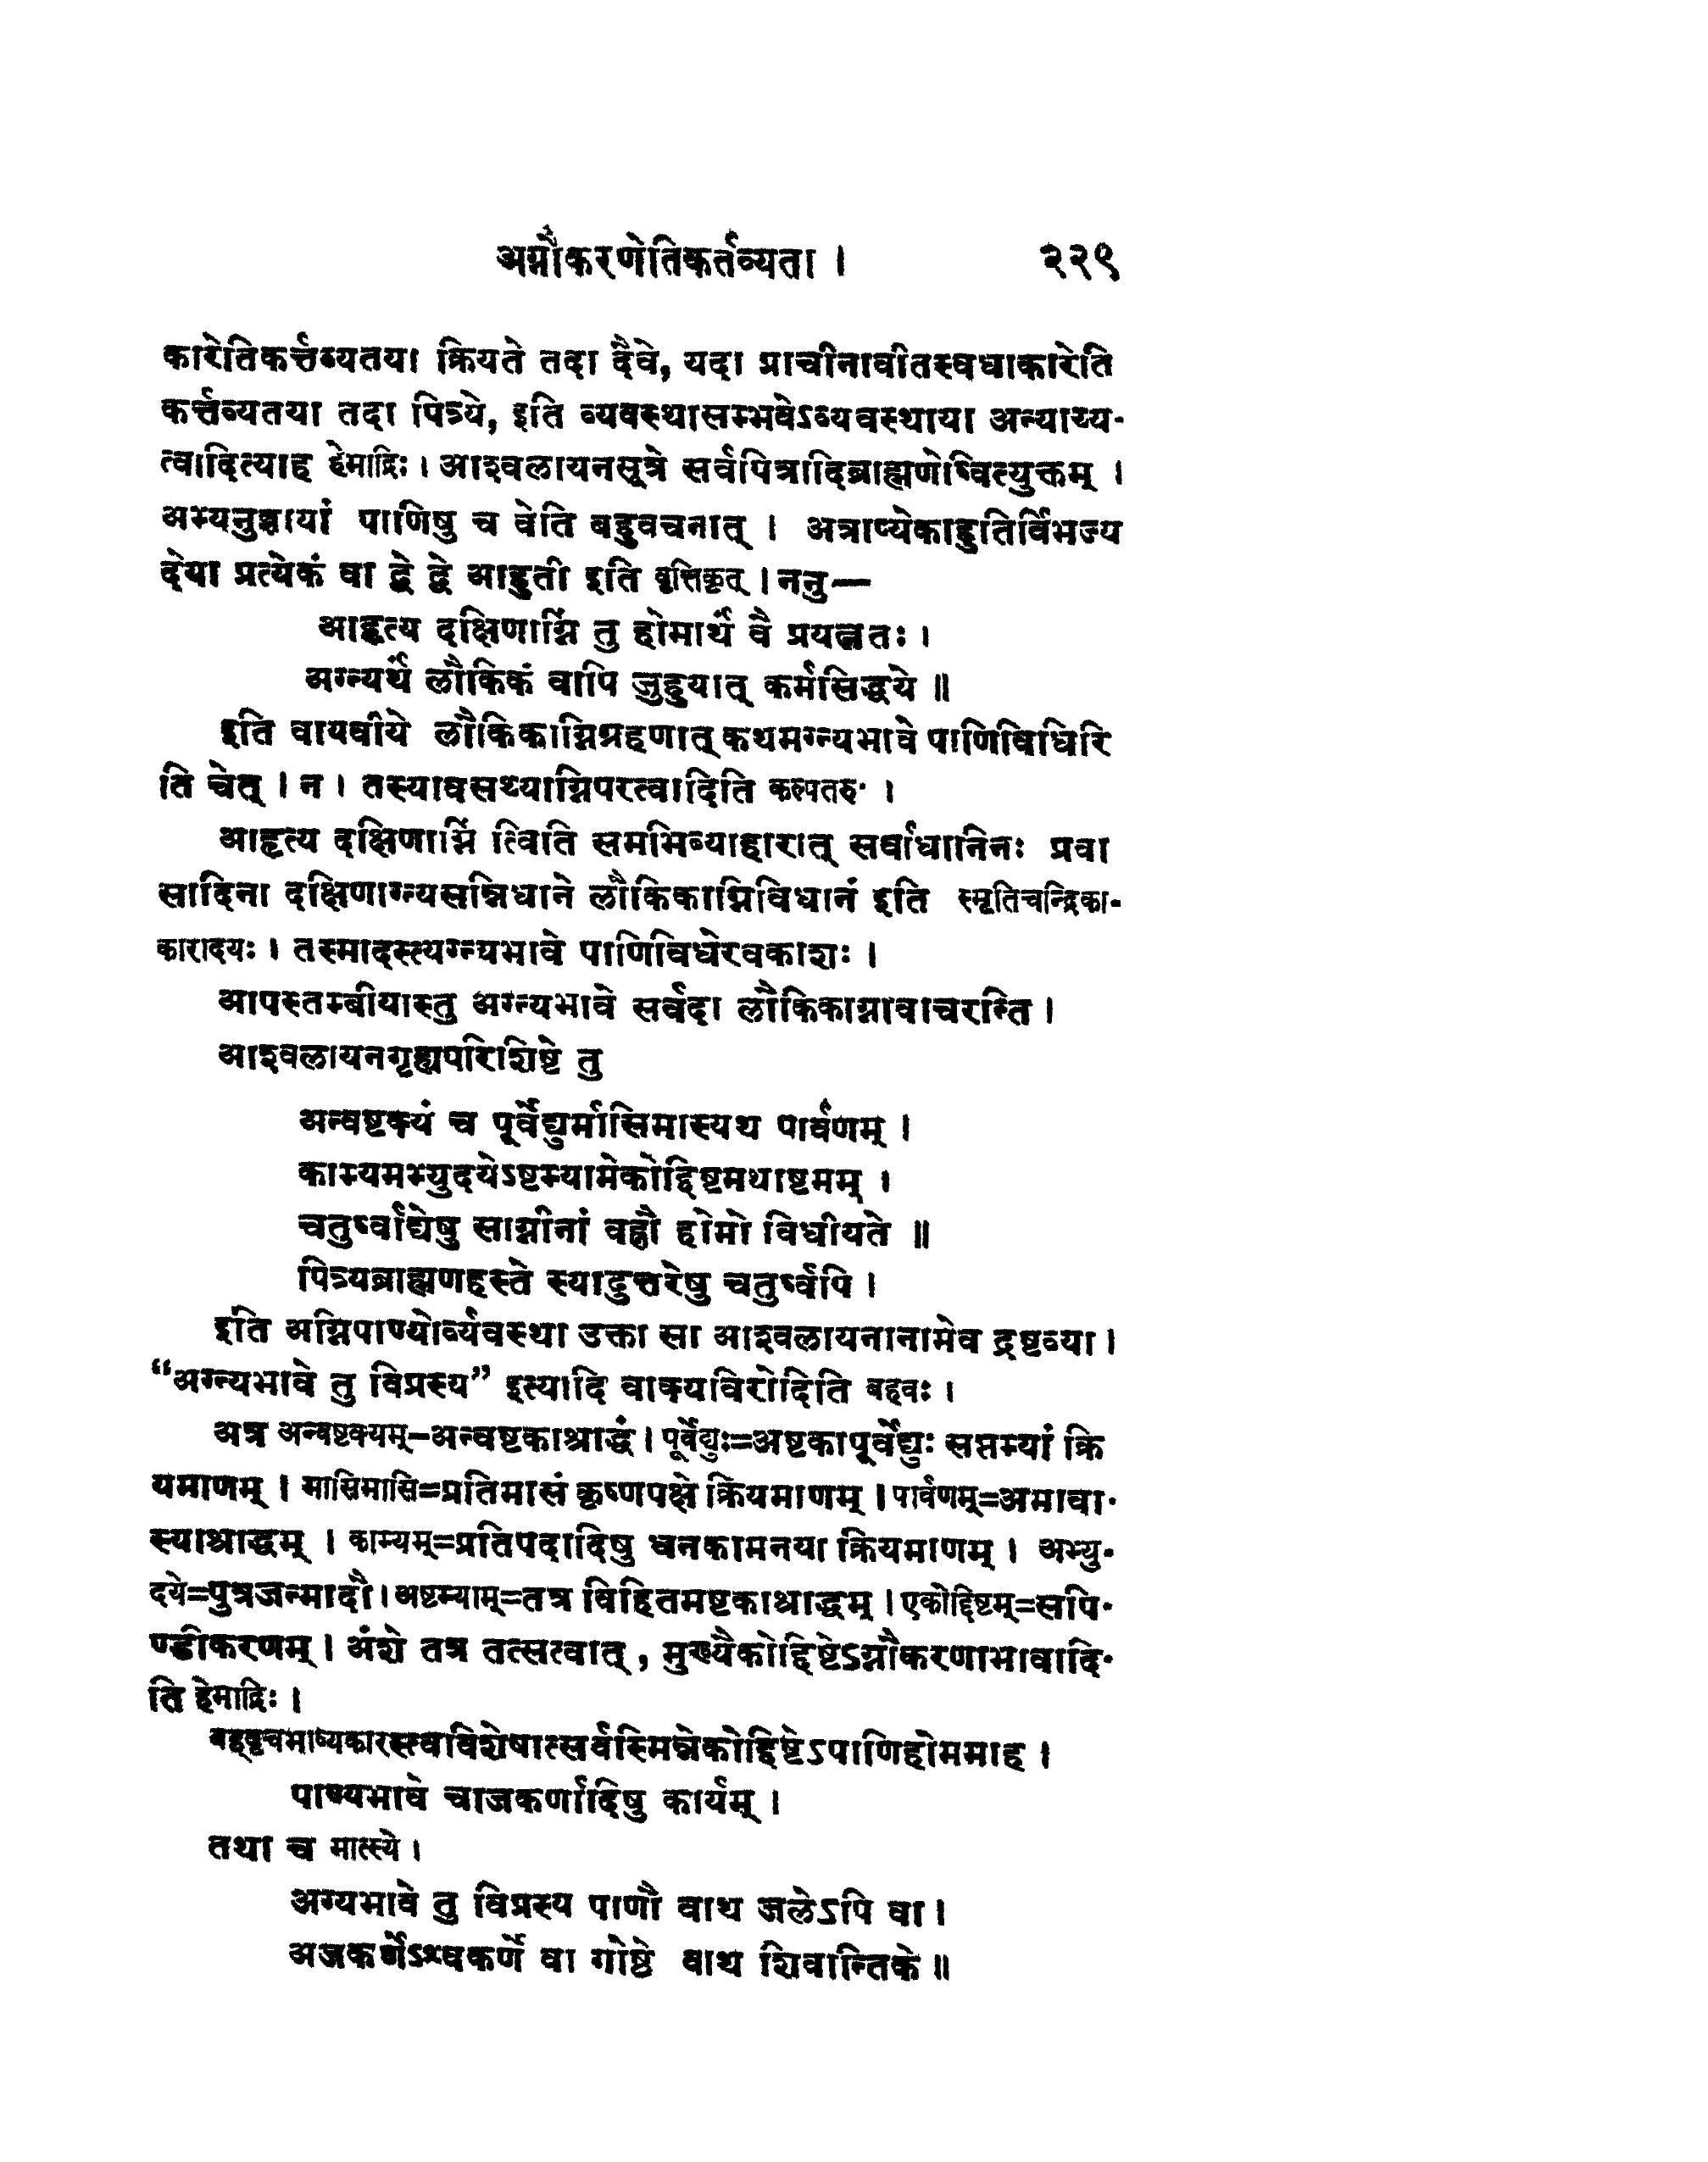 अग्नौकरणेतिकर्तव्यता । २२९
कारेतिकर्त्तव्यतया क्रियते तदा दैवे, यदा प्राचीनावीतस्वधाकारेति
कर्त्तव्यतया तदा पित्र्ये, इति व्यवस्थासम्भवेऽव्यवस्थाया अन्याय्य-
त्वादित्याह हेमाद्रिः । आश्वलायनसूत्रे सर्वपित्रादिब्राह्मणेष्वित्युक्तम् ।
अभ्यनुज्ञायां पाणिषु च वेति बहुवचनात् । अत्राप्येकाहुतिर्विभज्य
देया प्रत्येकं वा द्वे द्वे आहुती इति वृत्तिकृत् । ननु—
आहृत्य दक्षिणाग्निं तु होमार्थं वै प्रयत्नतः ।
अग्न्यर्थं लौकिकं वापि जुहुयात् कर्मसिद्धये ॥
इति वायवीये लौकिकाग्निग्रहणात् कथमग्न्यभावे पाणिविधिरि
ति चेत् । न । तस्यावसथ्याग्निपरत्वादिति कल्पतरुः ।
आहृत्य दक्षिणाग्निं त्विति समभिव्याहारात् सर्वाधानिनः प्रवा
सादिना दक्षिणाग्न्यसन्निधाने लौकिकाग्निविधानं इति स्मृतिचन्द्रिका-
कारादयः । तस्मादस्त्यग्न्यभावे पाणिविधेरवकाशः ।
आपस्तम्बीयास्तु अग्न्यभावे सर्वदा लौकिकाग्नावाचरन्ति ।
आश्वलायनगृह्यपरिशिष्टे तु
अन्वष्टक्यं च पूर्वेद्युर्मासिमास्यथ पार्वणम् ।
काम्यमभ्युदयेऽष्टम्यामेकोद्दिष्टमथाष्टमम् ।
चतुर्ष्वाद्येषु साग्नीनां वह्नौ होमो विधीयते ॥
पित्र्यब्राह्मणहस्ते स्यादुत्तरेषु चतुर्ष्वपि ।
इति अग्निपाण्योर्व्यवस्था उक्ता सा आश्वलायनानामेव द्रष्टव्या ।
“अग्न्यभावे तु विप्रस्य” इत्यादि वाक्यविरोदिति बहवः ।
अत्र अन्वष्टक्यम्–अन्वष्टकाश्राद्धं । पूर्वेद्युः=अष्टकापूर्वेद्युः सप्तम्यां क्रि
यमाणम् । मासिमासि=प्रतिमासं कृष्णपक्षे क्रियमाणम् । पार्वणम्=अमावा-
स्याश्राद्धम् । काम्यम्=प्रतिपदादिषु धनकामनया क्रियमाणम् । अभ्यु-
दये=पुत्रजन्मादौ । अष्टम्याम्=तत्र विहितमष्टकाश्राद्धम् । एकोद्दिष्टम्=सपि-
ण्डीकरणम् । अंशे तत्र तत्सत्वात् , मुख्यैकोद्दिष्टेऽग्नौकरणाभावादि-
ति हेमाद्रिः ।
बह्वृचभाष्यकारस्त्वविशेषात्सर्वस्मिन्नेकोद्दिष्टेऽपाणिहोममाह ।
पाण्यभावे चाजकर्णादिषु कार्यम् ।
तथा च मात्स्ये ।
अग्यभावे तु विप्रस्य पाणौ वाथ जलेऽपि वा ।
अजकर्णेऽश्वकर्णे वा गोष्ठे वाथ शिवान्तिके ॥